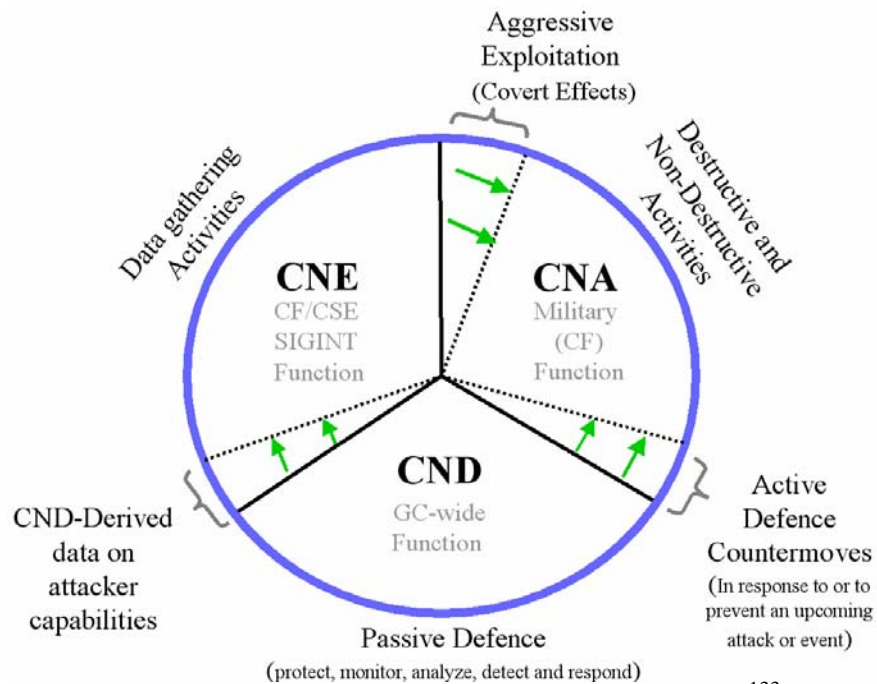 Aggressive
Exploitation
(Covert Effects)
Data gathering
Activities
Destructive and
Non-Destructive
Activities
CNE
CF/CSE
SIGINT
Function
CNA
Military
(CF)
Function
CND
GC-wide
Function
CND-Derived
data on
attacker
capabilities
Active
Defence
Countermoves
(In response to or to
prevent an upcoming
attack or event)
Passive Defence
(protect, monitor, analyze, detect and respond)